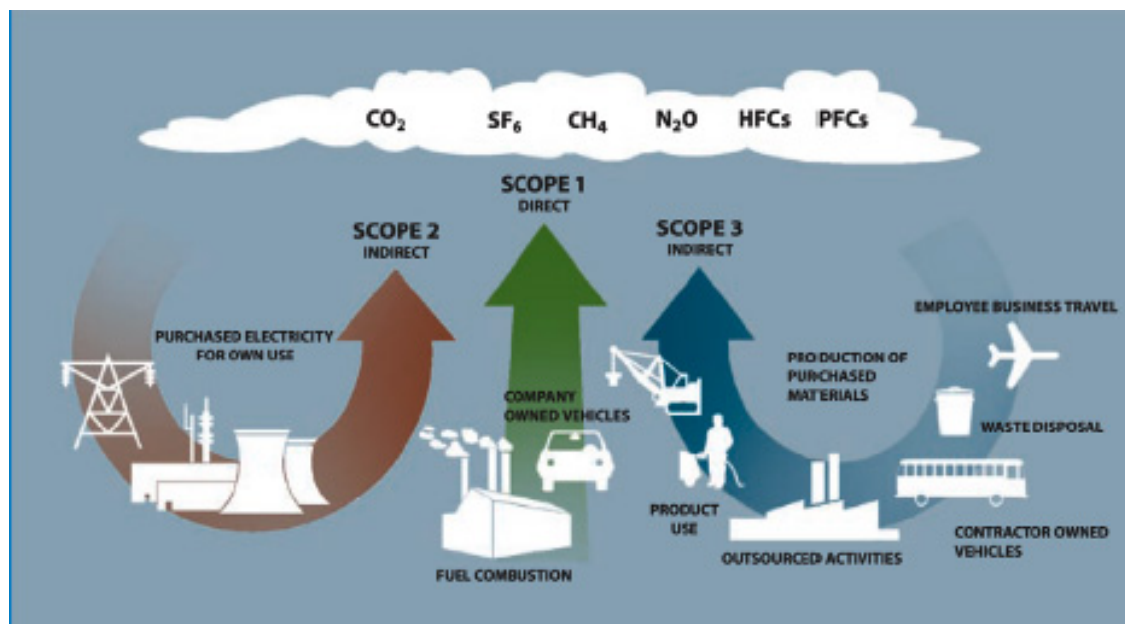 CO₂ SF₆ CH₄ N₂O HFCs PFCs
SCOPE 1
DIRECT
SCOPE 2
INDIRECT
SCOPE 3
INDIRECT
PURCHASED ELECTRICITY
FOR OWN USE
COMPANY
OWNED VEHICLES
FUEL COMBUSTION
EMPLOYEE BUSINESS TRAVEL
PRODUCTION OF
PURCHASED
MATERIALS
WASTE DISPOSAL
PRODUCT
USE
OUTSOURCED ACTIVITIES
CONTRACTOR OWNED
VEHICLES